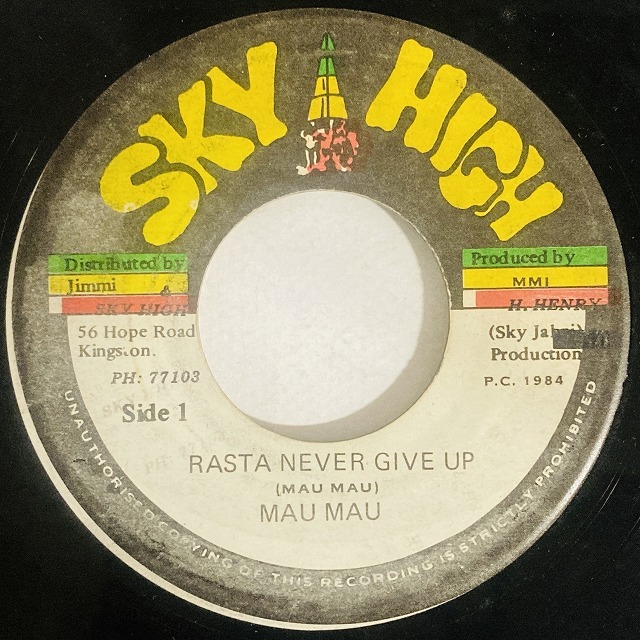 SKY HIGH
Distributed by
Jimmi &
SKY HIGH
56 Hope Road
Kingston.
PH: 77103
Side 1
Produced by
MMI
H. HENRY
(Sky
Production
P.C. 1984
RASTA NEVER GIVE UP
(MAU MAU)
MAU MAU
UNAUTHORISED COPYING OF THIS RECORDING IS STRICTLY PROHIBITED